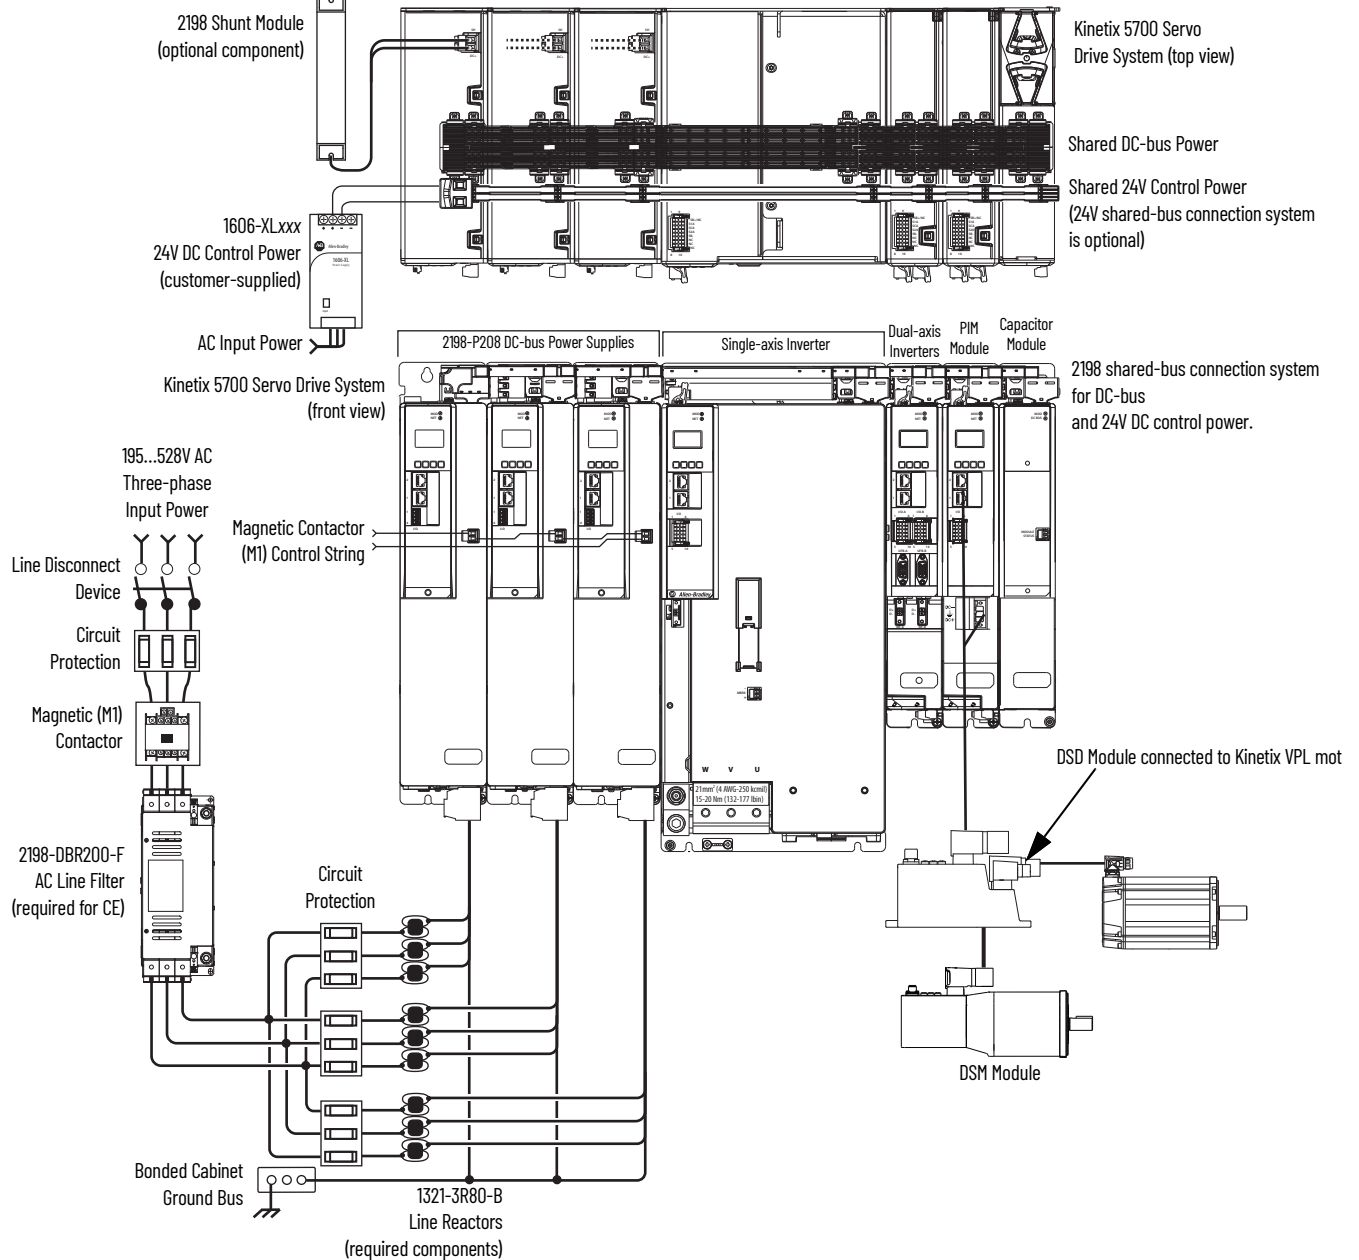 2198 Shunt Module
(optional component)
Kinetix 5700 Servo
Drive System (top view)
Shared DC-bus Power
Shared 24V Control Power
(24V shared-bus connection system
is optional)
1606-XLxxx
24V DC Control Power
(customer-supplied)
Allen-Bradley
1606-XL
AC Input Power
2198-P208 DC-bus Power Supplies
Single-axis Inverter
Dual-axis
Inverters
PIM
Module
Capacitor
Module
Kinetix 5700 Servo Drive System
(front view)
2198 shared-bus connection system
for DC-bus
and 24V DC control power.
195...528V AC
Three-phase
Input Power
Magnetic Contactor
(M1) Control String
Line Disconnect
Device
Allen-Bradley
Circuit
Protection
Magnetic (M1)
Contactor
W V U
21mm² (4 AWG-250 kcmil)
15-20 Nm (132-177 lbin)
DSD Module connected to Kinetix VPL mot
2198-DBR200-F
AC Line Filter
(required for CE)
Circuit
Protection
DSM Module
Bonded Cabinet
Ground Bus
1321-3R80-B
Line Reactors
(required components)